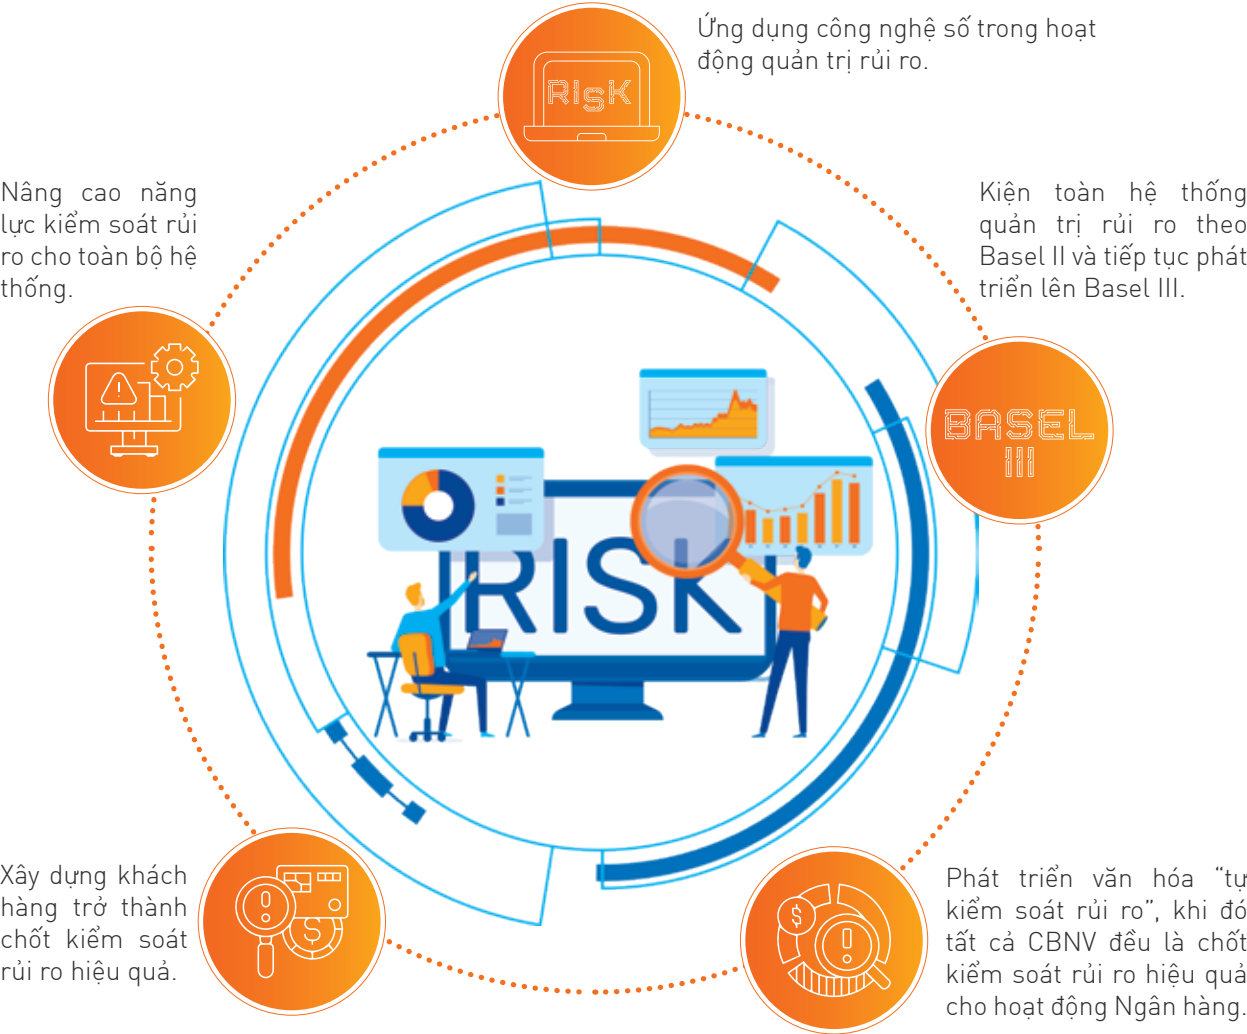 Ứng dụng công nghệ số trong hoạt
động quản trị rủi ro.
RISK
Nâng cao năng
lực kiểm soát rủi
ro cho toàn bộ hệ
thống.
Kiện toàn hệ thống
quản trị rủi ro theo
Basel II và tiếp tục phát
triển lên Basel III.
BASEL
III
RISK
Xây dựng khách
hàng trở thành
chốt kiểm soát
rủi ro hiệu quả.
Phát triển văn hóa “tự
kiểm soát rủi ro”, khi đó
tất cả CBNV đều là chốt
kiểm soát rủi ro hiệu quả
cho hoạt động Ngân hàng.